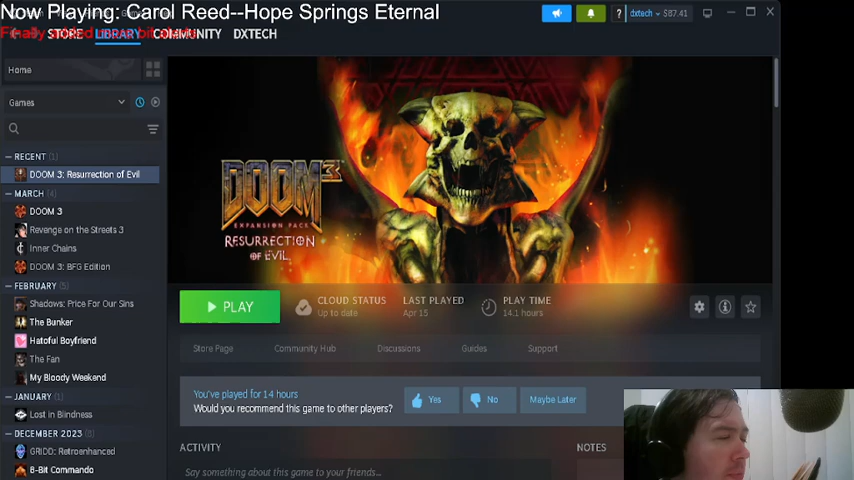 Now Playing: Carol Reed--Hope Springs Eternal
Finally added
STORE LIBRARY COMMUNITY DXTECH
? dxtech $87.41
Home
Games
RECENT (1)
DOOM 3: Resurrection of Evil
MARCH (4)
DOOM 3
Revenge on the Streets 3
Inner Chains
DOOM 3: BFG Edition
FEBRUARY (5)
Shadows: Price For Our Sins
The Bunker
Hatoful Boyfriend
The Fan
My Bloody Weekend
JANUARY (1)
Lost in Blindness
DECEMBER 2023 (8)
GRIDD: Retroenhanced
8-Bit Commando
DOOM 3
EXPANSION PACK
RESURRECTION
OF EVIL
PLAY
CLOUD STATUS
Up to date
LAST PLAYED
Apr 15
PLAY TIME
14.1 hours
Store Page Community Hub Discussions Guides Support
You've played for 14 hours
Would you recommend this game to other players?
Yes No Maybe Later
ACTIVITY
NOTES
Say something about this game to your friends...